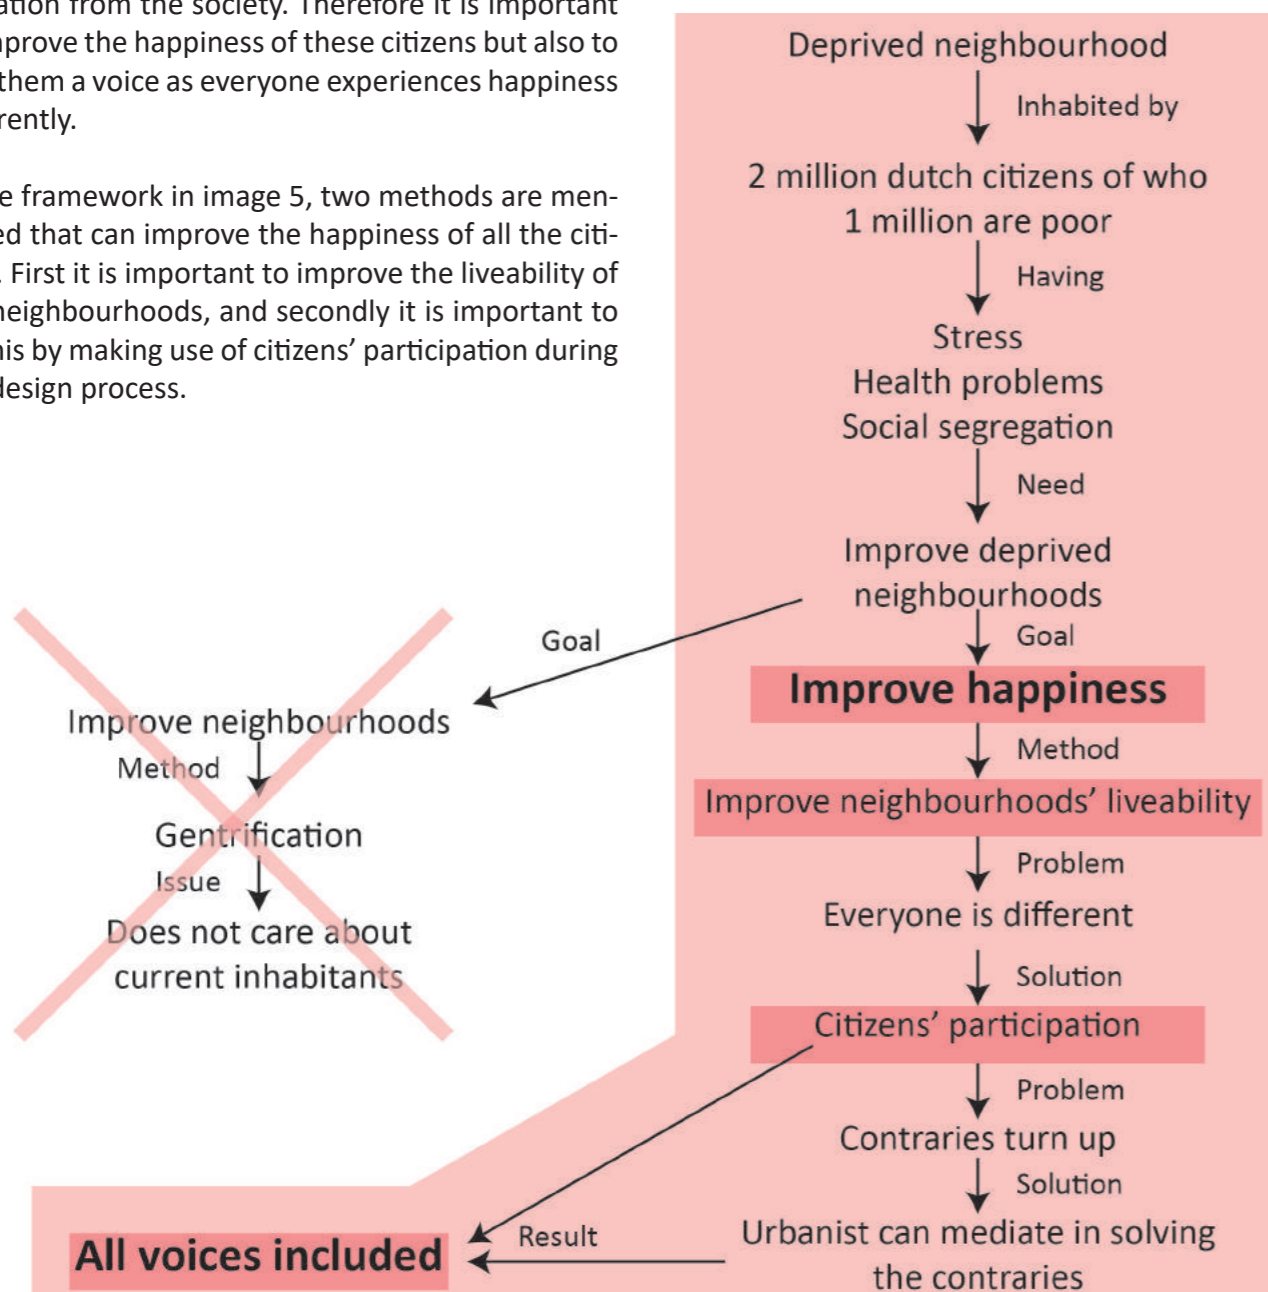 ation from the society. Therefore it is important
prove the happiness of these citizens but also to
them a voice as everyone experiences happiness
rently.
e framework in image 5, two methods are men-
ed that can improve the happiness of all the citi-
. First it is important to improve the liveability of
neighbourhoods, and secondly it is important to
his by making use of citizens’ participation during
design process.
Deprived neighbourhood
Inhabited by
2 million dutch citizens of who
1 million are poor
Having
Stress
Health problems
Social segregation
Need
Improve deprived
neighbourhoods
Goal
Goal
Improve neighbourhoods
Method
Gentrification
Issue
Does not care about
current inhabitants
Improve happiness
Method
Improve neighbourhoods’ liveability
Problem
Everyone is different
Solution
Citizens’ participation
Problem
Contraries turn up
Solution
Urbanist can mediate in solving
the contraries
Result
All voices included